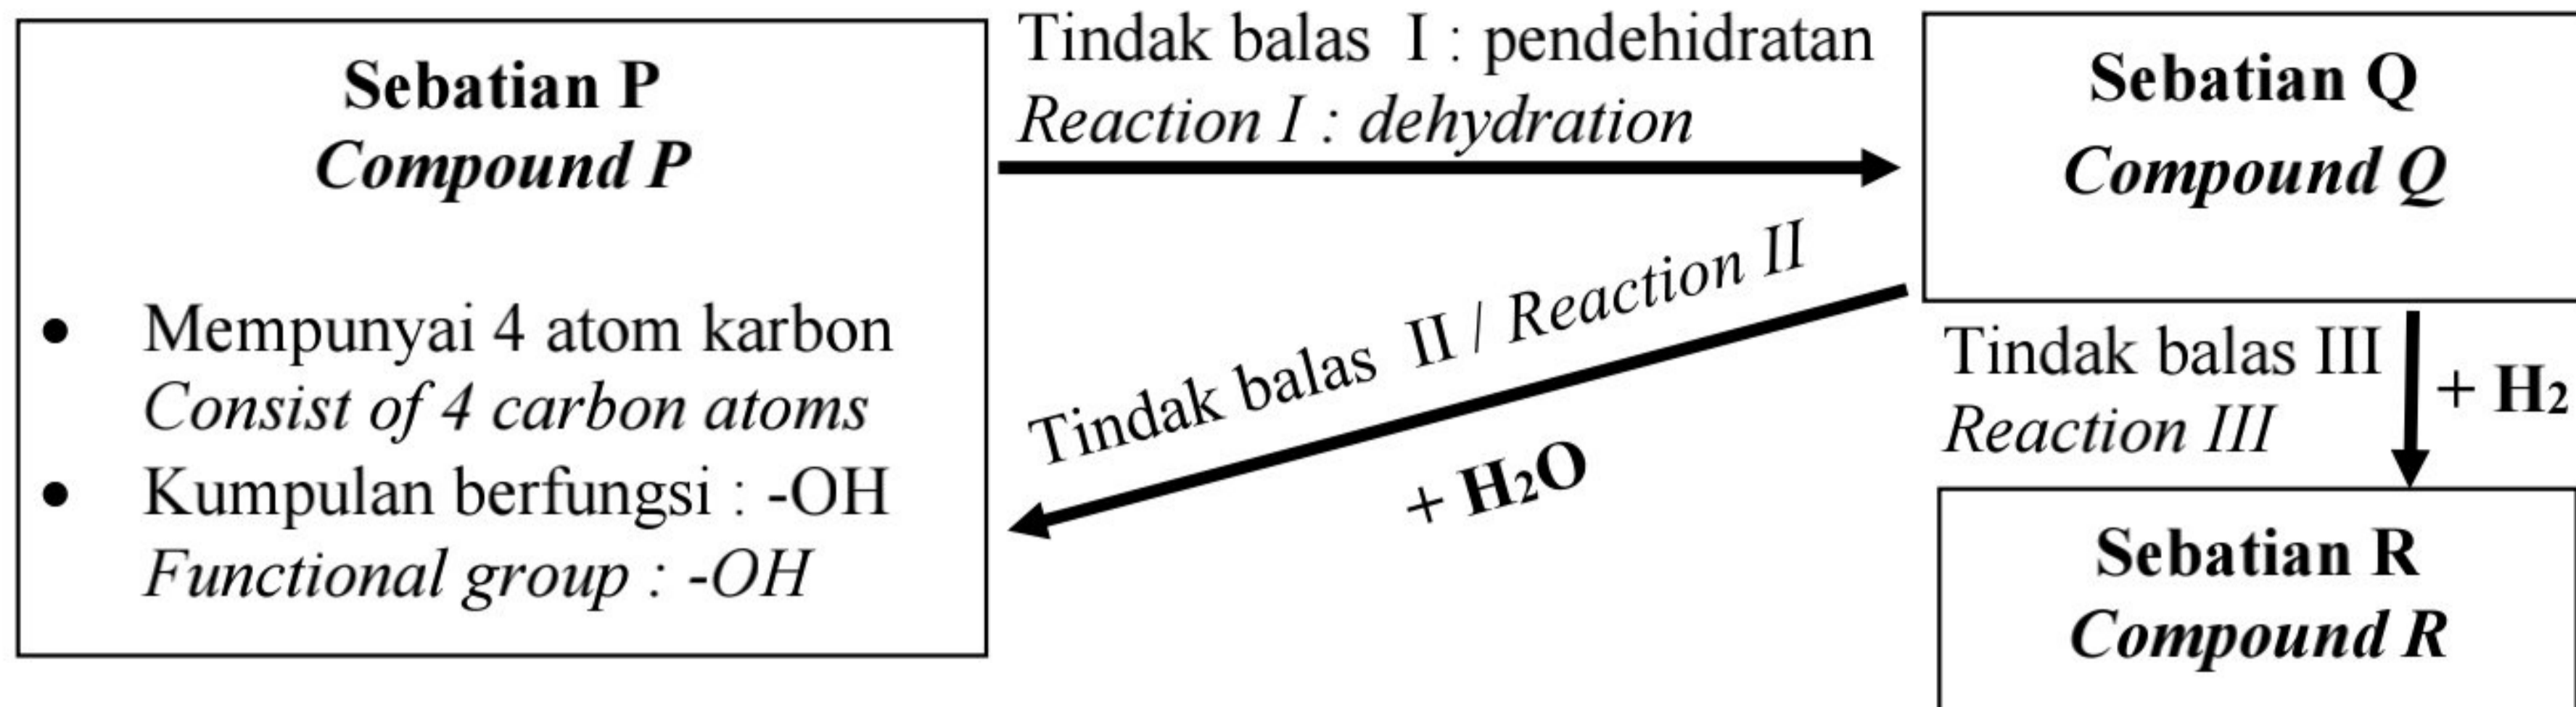 Sebatian P
Compound P
• Mempunyai 4 atom karbon
Consist of 4 carbon atoms
• Kumpulan berfungsi : -OH
Functional group : -OH
Tindak balas I : pendehidratan
Reaction I : dehydration
Sebatian Q
Compound Q
Tindak balas II / Reaction II
+ H₂O
Tindak balas III
Reaction III
+ H₂
Sebatian R
Compound R